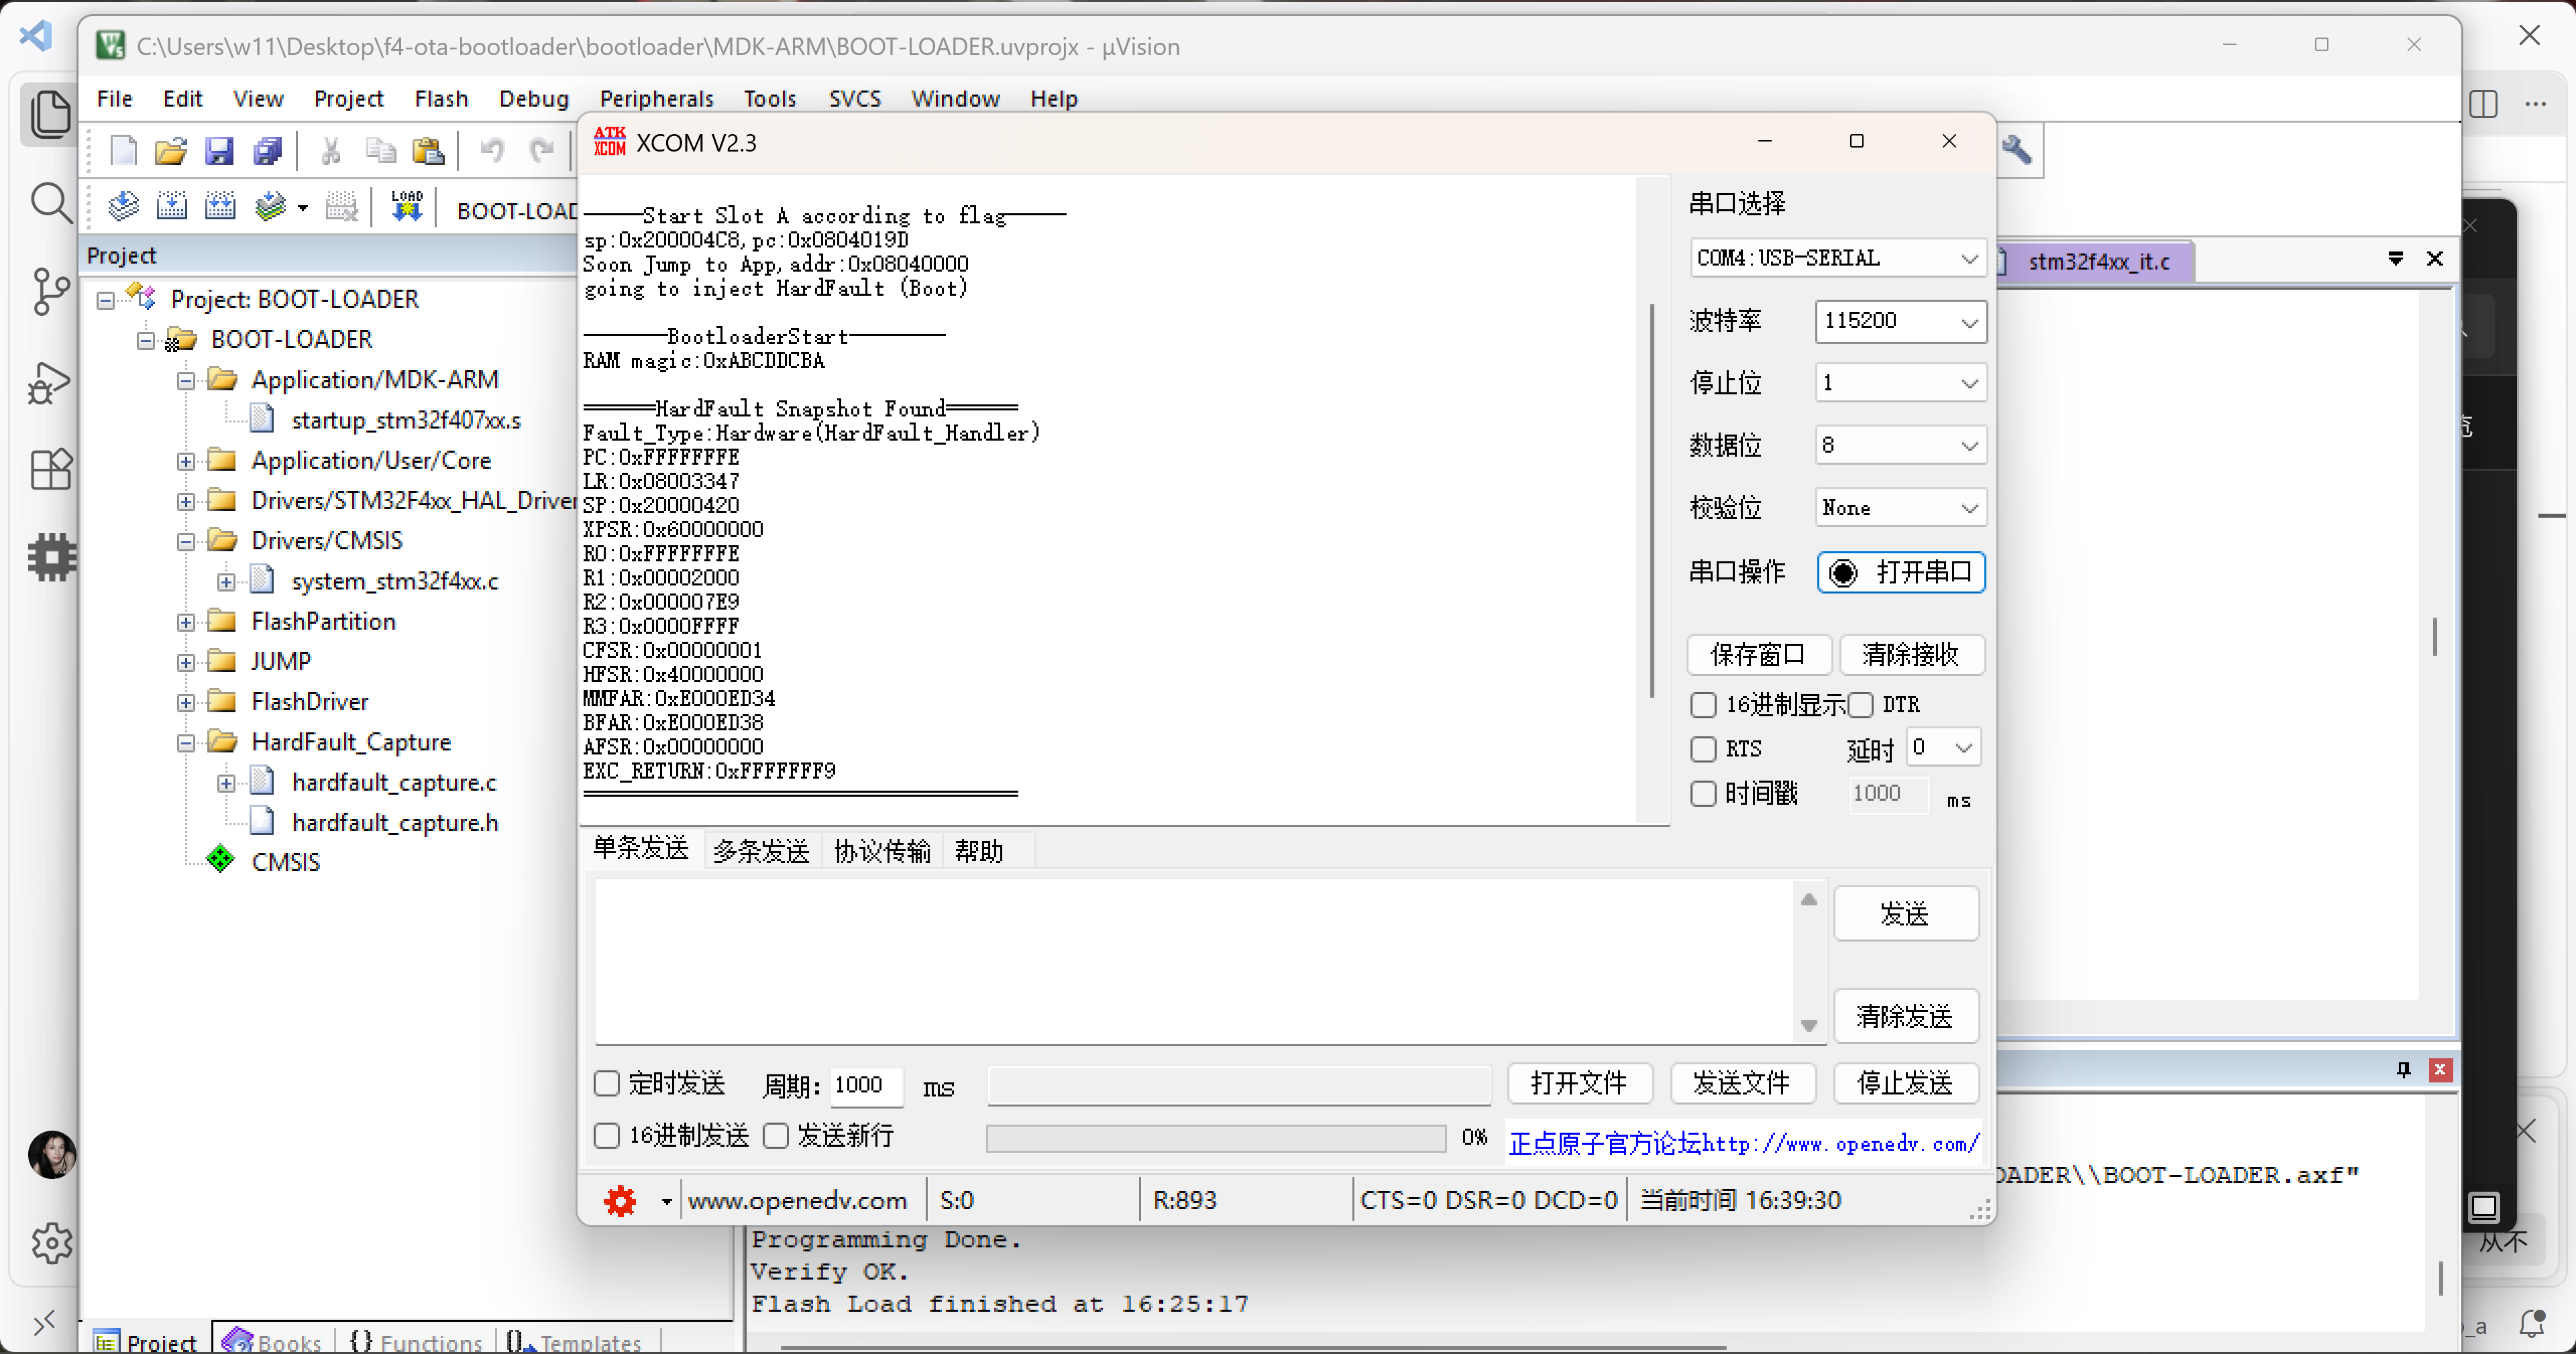 C:\Users\w11\Desktop\f4-ota-bootloader\bootloader\MDK-ARM\BOOT-LOADER.uvprojx - µVision
File Edit View Project Flash Debug Peripherals Tools SVCS Window Help
XCOM V2.3
LOAD
BOOT-LOAD
Project
Project: BOOT-LOADER
BOOT-LOADER
Application/MDK-ARM
startup_stm32f407xx.s
Application/User/Core
Drivers/STM32F4xx_HAL_Driver
Drivers/CMSIS
system_stm32f4xx.c
FlashPartition
JUMP
FlashDriver
HardFault_Capture
hardfault_capture.c
hardfault_capture.h
CMSIS
Project Books Functions Templates
ATK
XCOM
─────Start Slot A according to flag─────
sp:0x200004C8,pc:0x0804019D
Soon Jump to App,addr:0x08040000
going to inject HardFault (Boot)
───────BootloaderStart────────
RAM magic:0xABCDDCBA
══════HardFault Snapshot Found══════
Fault_Type:Hardware(HardFault_Handler)
PC:0xFFFFFFFE
LR:0x08003347
SP:0x20000420
XPSR:0x60000000
R0:0xFFFFFFFE
R1:0x00002000
R2:0x000007E9
R3:0x0000FFFF
CFSR:0x00000001
HFSR:0x40000000
MMFAR:0xE000ED34
BFAR:0xE000ED38
AFSR:0x00000000
EXC_RETURN:0xFFFFFFF9
════════════════════════════════════
串口选择
COM4:USB-SERIAL
波特率 115200
停止位 1
数据位 8
校验位 None
串口操作 打开串口
保存窗口 清除接收
16进制显示 DTR
RTS 延时 0
时间戳 1000 ms
单条发送 多条发送 协议传输 帮助
发送
清除发送
定时发送 周期: 1000 ms 打开文件 发送文件 停止发送
16进制发送 发送新行 0% 正点原子官方论坛http://www.openedv.com/
www.openedv.com S:0 R:893 CTS=0 DSR=0 DCD=0 当前时间 16:39:30
stm32f4xx_it.c
OADER\\BOOT-LOADER.axf"
Programming Done.
Verify OK.
Flash Load finished at 16:25:17
从不
_a